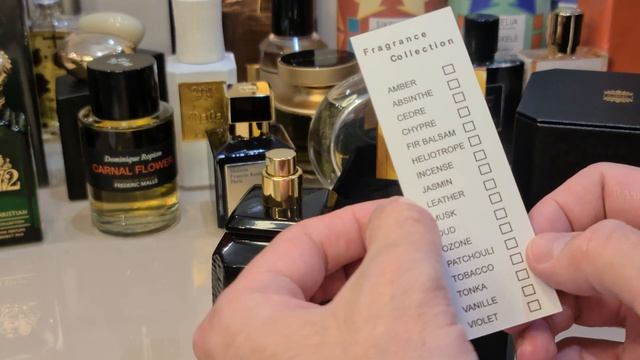 Fragrance
Collection
AMBER
ABSINTHE
CEDRE
CHYPRE
FIR BALSAM
HELIOTROPE
INCENSE
JASMIN
LEATHER
MUSK
OUD
OZONE
PATCHOULI
TOBACCO
TONKA
VANILLE
VIOLET
Dominique Ropion
CARNAL FLOWER
FREDERIC MALLE
Paris